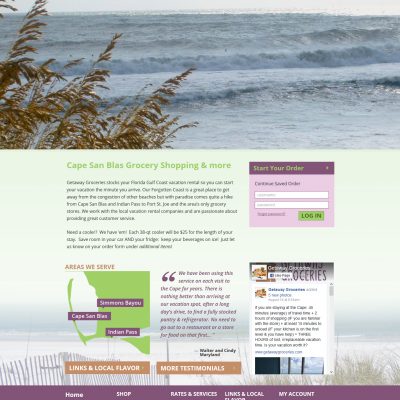 Cape San Blas Grocery Shopping & more
Getaway Groceries stocks your Florida Gulf Coast vacation rental so you can start
your vacation the minute you arrive. Our Forgotten Coast is a great place to get
away from the congestion of other beaches but with paradise comes quite a hike
from Cape San Blas and Indian Pass to Port St. Joe and the area's only grocery
stores. We work with the local vacation rental companies and are passionate about
providing great customer service.
Need a cooler? We have 'em! Each 38-qt cooler will be $25 for the length of your
stay. Save room in your car AND your fridge: keep your beverages on ice! Just let
us know on your order form under additional items!
Start Your Order
Continue Saved Order
Forgot password?
LOG IN
AREAS WE SERVE
Simmons Bayou
Cape San Blas
Indian Pass
LINKS & LOCAL FLAVOR
We have been using this
service on each visit to
the Cape for years. There is
nothing better than arriving
at our vacation spot, after a long
day's drive, to find a fully stocked
pantry & refrigerator. No need to
go out to a restaurant or a store
for food on that first...
— Walter and Cindy
Maryland
MORE TESTIMONIALS
Getaway Groceries
Like Page
GROCERIES
Getaway Groceries added
5 new photos
If you are staying at the Cape: 45
minutes (average) of travel time + 2
hours of shopping (IF you are familiar
with the store) + at least 15 minutes
to unload (if your kitchen is on the first
level & you have help) = THREE
HOURS of lost, irreplaceable vacation
time. Is your vacation worth it?
www.getawaygroceries.com
Home
SHOP
RATES & SERVICES
LINKS & LOCAL
FLAVOR
MY ACCOUNT